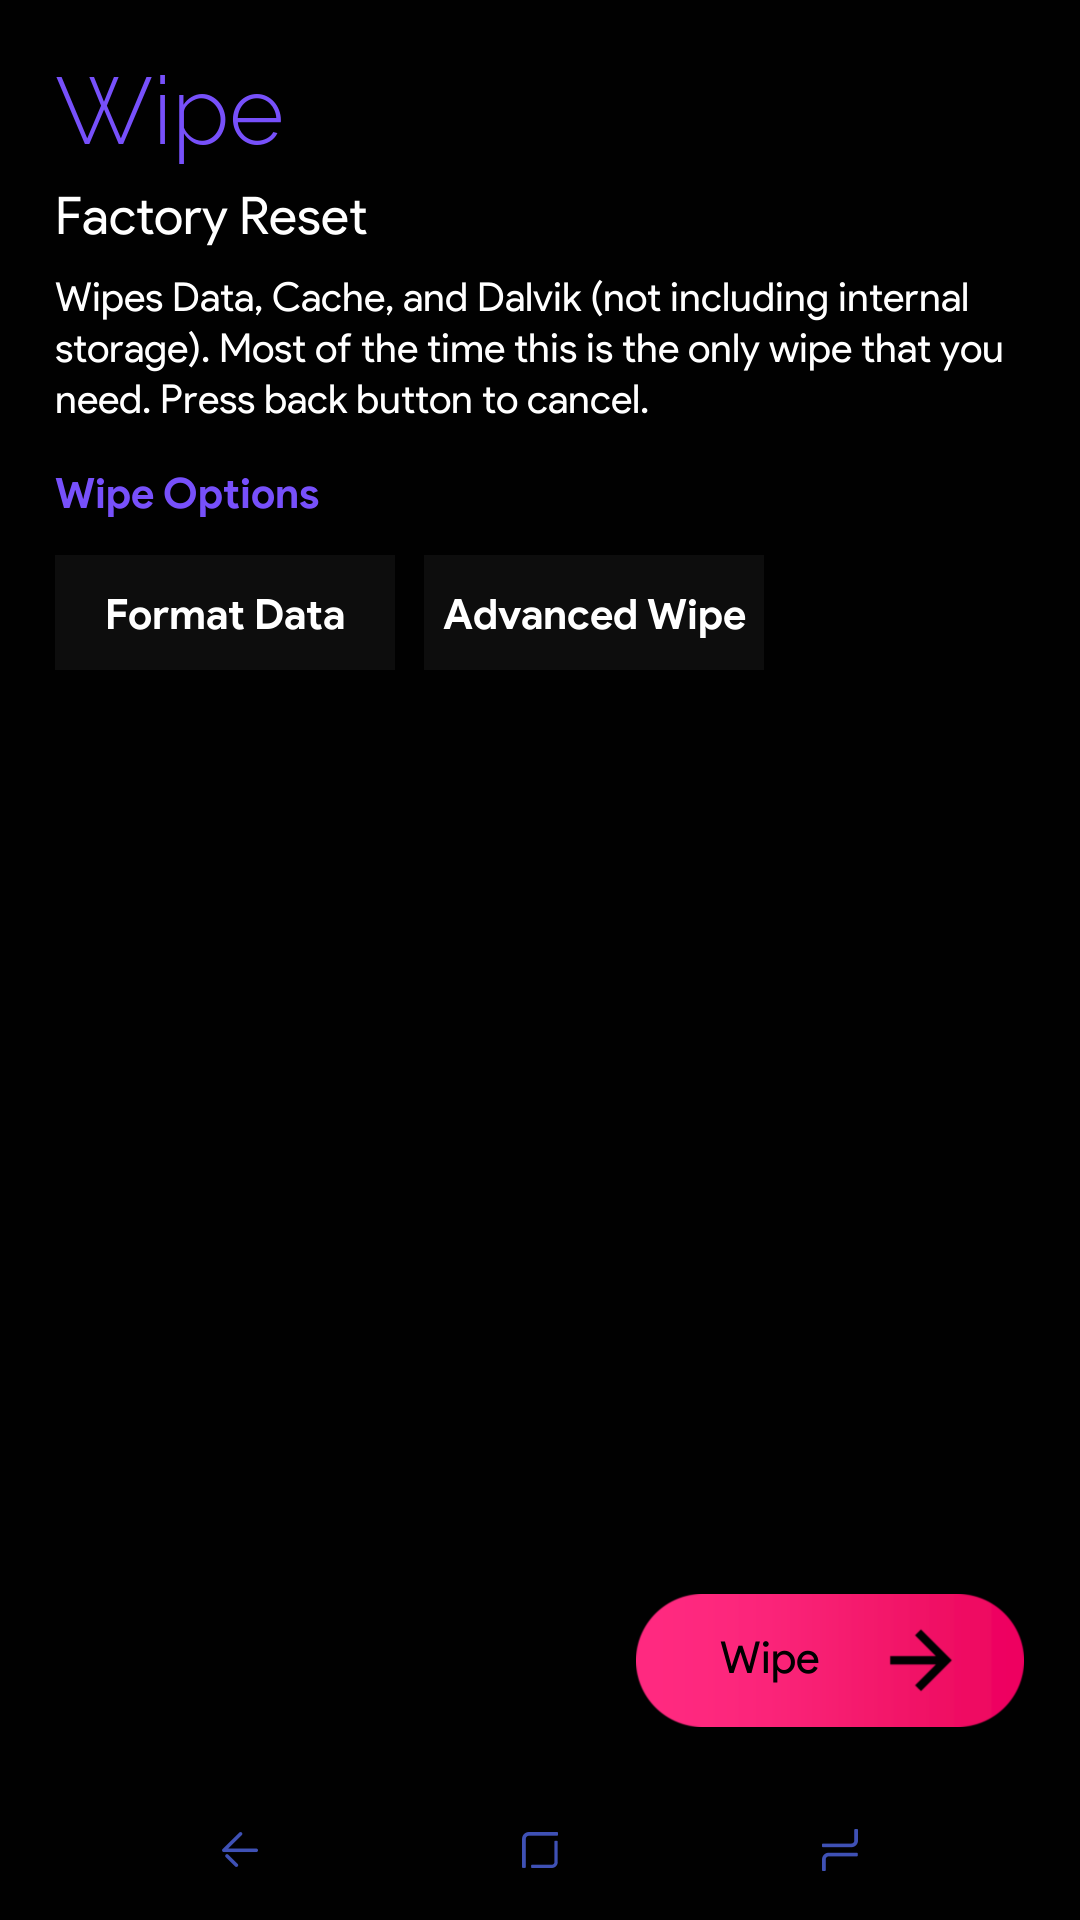 Wipe
Factory Reset
Wipes Data, Cache, and Dalvik (not including internal
storage). Most of the time this is the only wipe that you
need. Press back button to cancel.
Wipe Options
Format Data
Advanced Wipe
Wipe